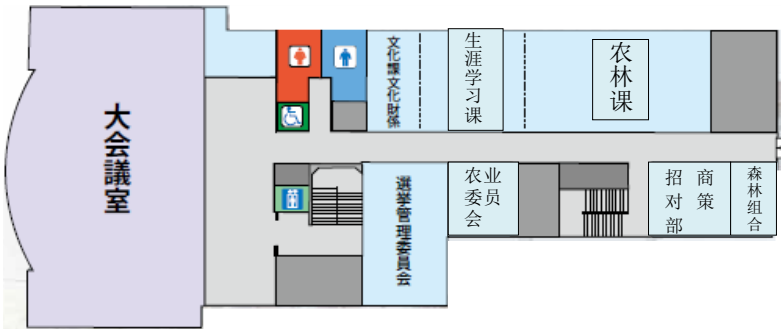 大会議室
文化課文化財係
生涯学习课
农林课
选挙管理委員会
农业
委员
会
招商
对策
部
森林组合